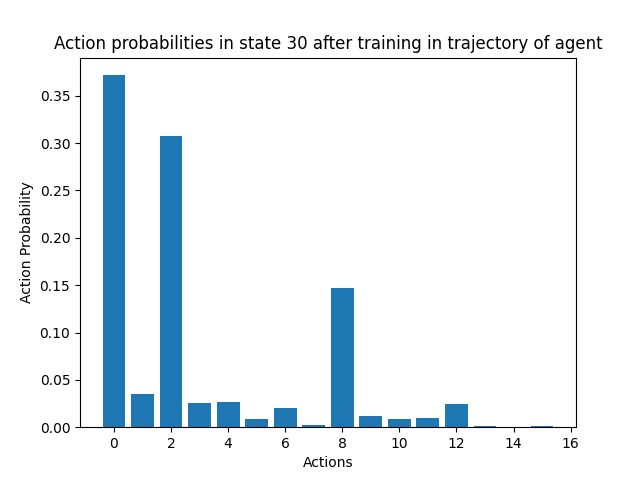 Action probabilities in state 30 after training in trajectory of agent
0.35
0.30
0.25
0.20
0.15
0.10
0.05
0.00
Action Probability
0 2 4 6 8 10 12 14 16
Actions